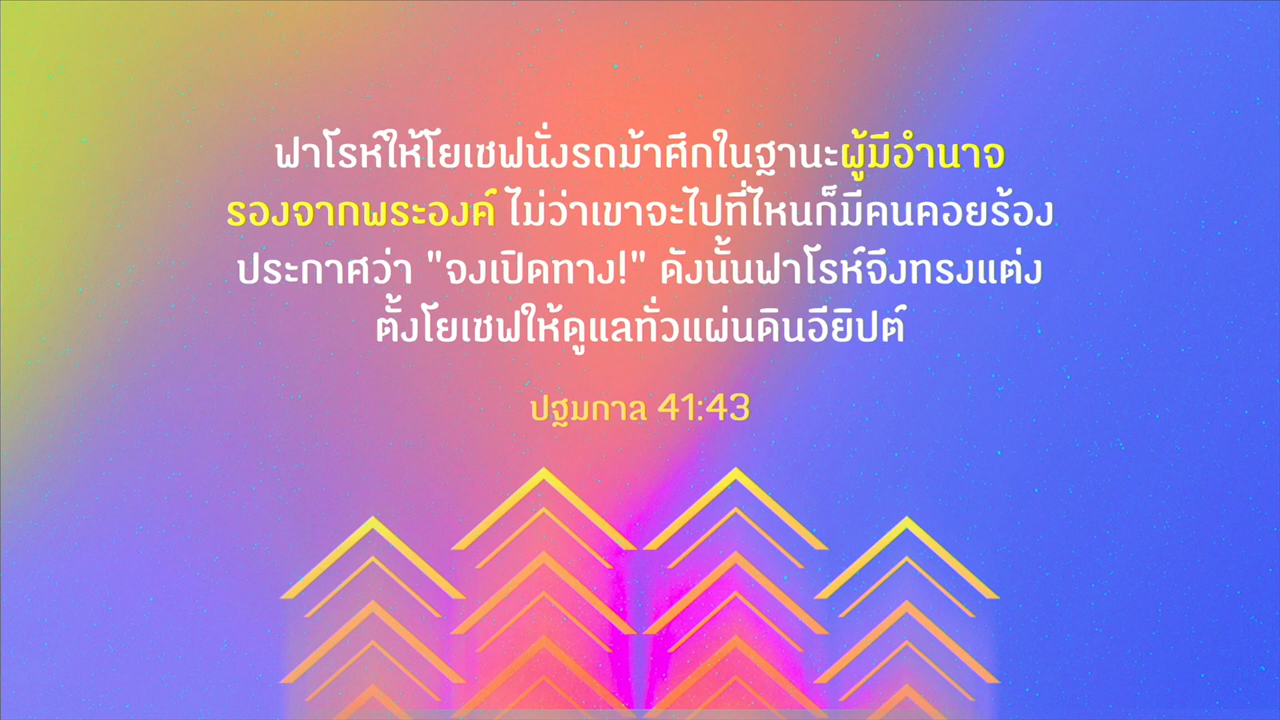 ฟาโรห์ให้โยเซฟนั่งรถม้าศึกในฐานะผู้มีอำนาจ
รองจากพระองค์ ไม่ว่าเขาจะไปที่ไหนก็มีคนคอยร้อง
ประกาศว่า "จงเปิดทาง!" ดังนั้นฟาโรห์จึงทรงแต่ง
ตั้งโยเซฟให้ดูแลทั่วแผ่นดินอียิปต์
ปฐมกาล 41:43